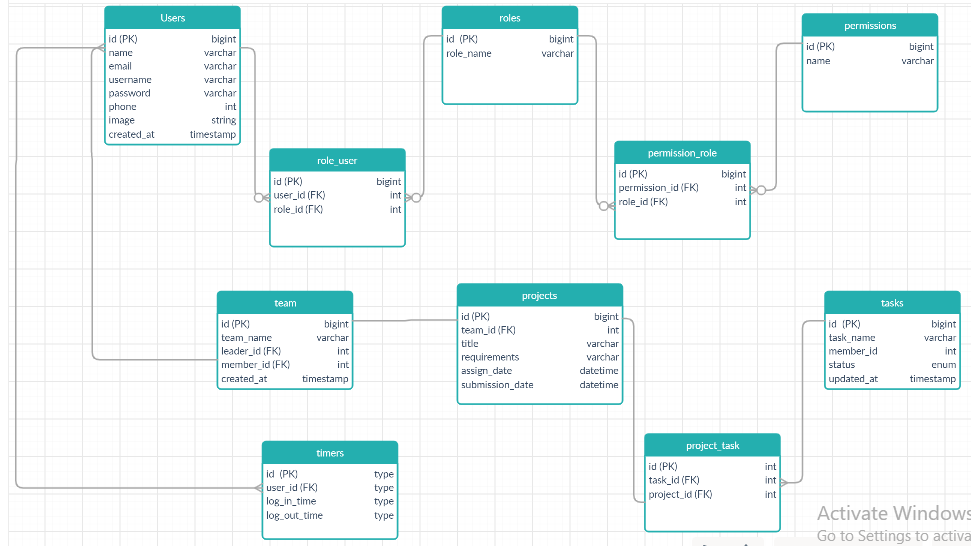 Users
id (PK) bigint
name varchar
email varchar
username varchar
password varchar
phone int
image string
created_at timestamp
roles
id (PK) bigint
role_name varchar
permissions
id (PK) bigint
name varchar
role_user
id (PK) bigint
user_id (FK) int
role_id (FK) int
permission_role
id (PK) bigint
permission_id (FK) int
role_id (FK) int
team
id (PK) bigint
team_name varchar
leader_id (FK) int
member_id (FK) int
created_at timestamp
projects
id (PK) bigint
team_id (FK) int
title varchar
requirements varchar
assign_date datetime
submission_date datetime
tasks
id (PK) bigint
task_name varchar
member_id int
status enum
updated_at timestamp
timers
id (PK) type
user_id (FK) type
log_in_time type
log_out_time type
project_task
id (PK) int
task_id (FK) int
project_id (FK) int
Activate Windows
Go to Settings to activa